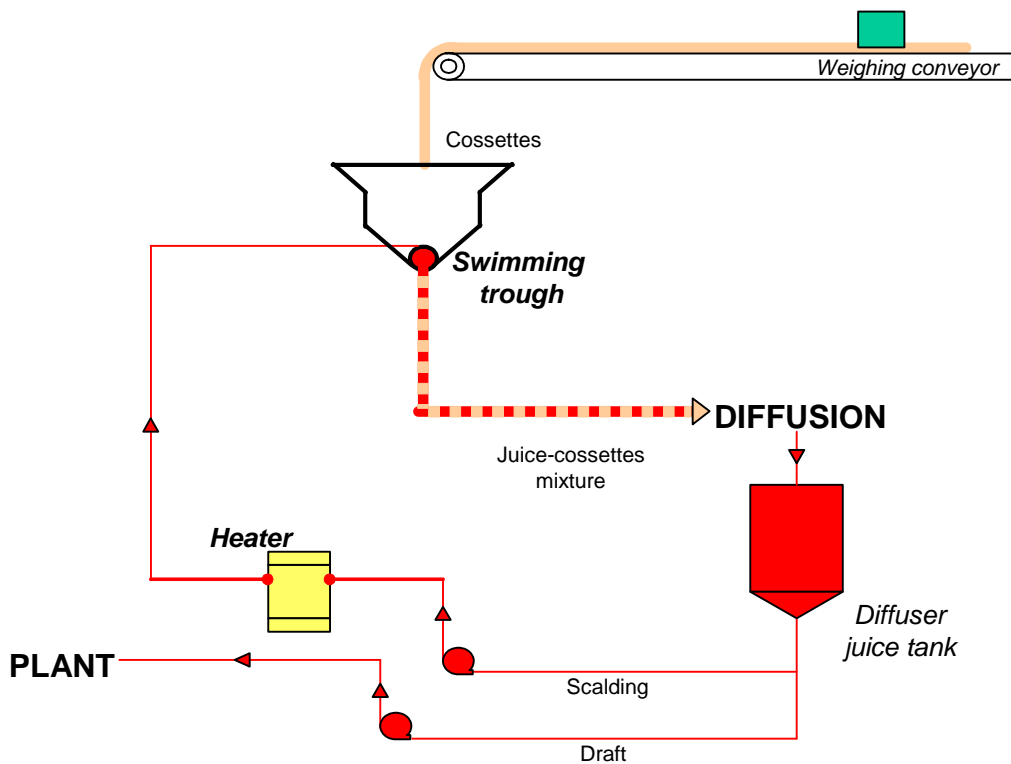 Weighing conveyor
Cossettes
Swimming
trough
DIFFUSION
Juice-cossettes
mixture
Heater
Diffuser
juice tank
PLANT
Scalding
Draft